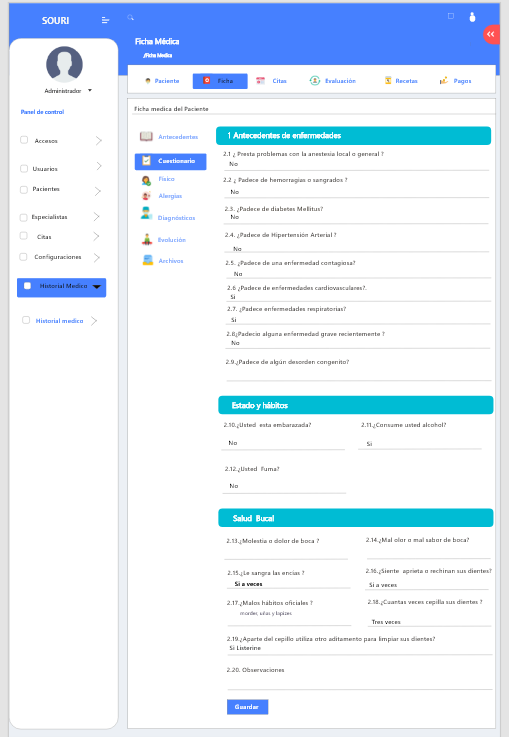 SOURI
Ficha Médica
/Ficha Médica
Administrador
Panel de control
Accesos
Usuarios
Pacientes
Especialistas
Citas
Configuraciones
Historial Medico
Historial medico
Paciente
Ficha
Citas
Evaluación
Recetas
Pagos
Ficha medica del Paciente
Antecedentes
Cuestionario
Físico
Alergias
Diagnósticos
Evolución
Archivos
1 Antecedentes de enfermedades
2.1 ¿ Presta problemas con la anestesia local o general ?
No
2.2 ¿ Padece de hemorragias o sangrados ?
No
2.3. ¿Padece de diabetes Mellitus?
No
2.4. ¿Padece de Hipertensión Arterial ?
No
2.5. ¿Padece de una enfermedad contagiosa?
No
2.6 ¿Padece de enfermedades cardiovasculares?.
Si
2.7. ¿Padece enfermedades respiratorias?
Si
2.8¿Padecio alguna enfermedad grave recientemente ?
No
2.9.¿Padece de algún desorden congenito?
Estado y hábitos
2.10.¿Usted esta embarazada?
2.11.¿Consume usted alcohol?
No
Si
2.12.¿Usted Fuma?
No
Salud Bucal
2.13.¿Molestia o dolor de boca ?
2.14.¿Mal olor o mal sabor de boca?
2.15.¿Le sangra las encias ?
2.16.¿Siente aprieta o rechinan sus dientes?
Si a veces
Si a veces
2.17.¿Malos hábitos oficiales ?
2.18.¿Cuantas veces cepilla sus dientes ?
morder, uñas y lapizes
Tres veces
2.19.¿Aparte del cepillo utiliza otro aditamento para limpiar sus dientes?
Si Listerine
2.20. Observaciones
Guardar